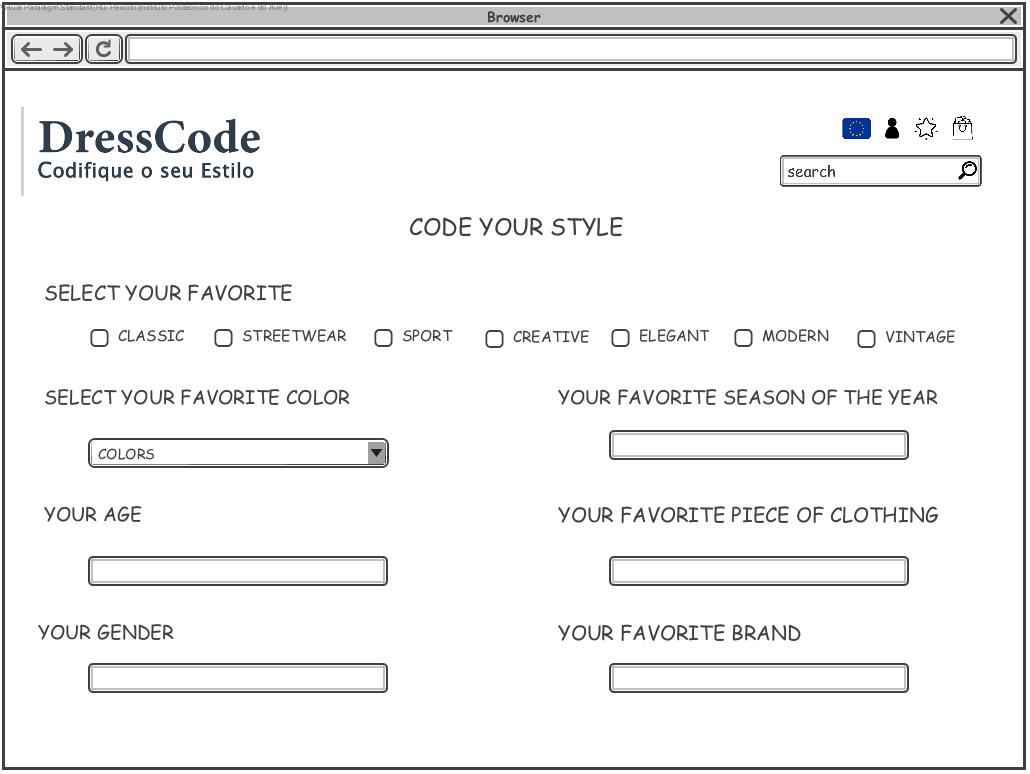 Visual Paradigm Standard(Rui Peixoto(Instituto Politécnico do Cávado e do Ave))
Browser
DressCode
Codifique o seu Estilo
search
CODE YOUR STYLE
SELECT YOUR FAVORITE
CLASSIC STREETWEAR SPORT CREATIVE ELEGANT MODERN VINTAGE
SELECT YOUR FAVORITE COLOR YOUR FAVORITE SEASON OF THE YEAR
COLORS
YOUR AGE YOUR FAVORITE PIECE OF CLOTHING
YOUR GENDER YOUR FAVORITE BRAND